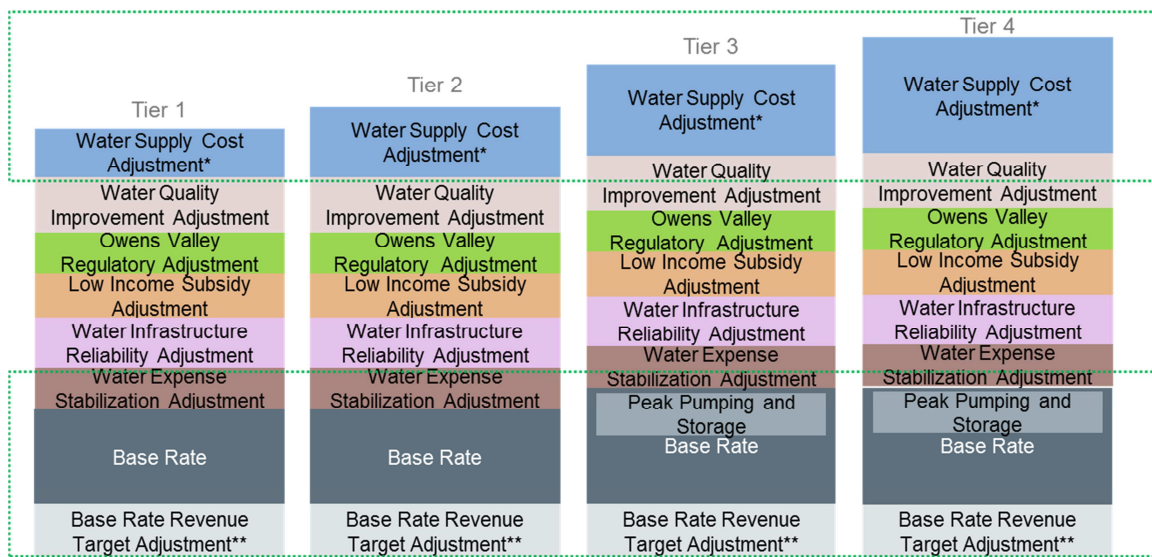 Tier 1
Water Supply Cost
Adjustment*
Water Quality
Improvement Adjustment
Owens Valley
Regulatory Adjustment
Low Income Subsidy
Adjustment
Water Infrastructure
Reliability Adjustment
Water Expense
Stabilization Adjustment
Base Rate
Base Rate Revenue
Target Adjustment**
Tier 2
Water Supply Cost
Adjustment*
Water Quality
Improvement Adjustment
Owens Valley
Regulatory Adjustment
Low Income Subsidy
Adjustment
Water Infrastructure
Reliability Adjustment
Water Expense
Stabilization Adjustment
Base Rate
Base Rate Revenue
Target Adjustment**
Tier 3
Water Supply Cost
Adjustment*
Water Quality
Improvement Adjustment
Owens Valley
Regulatory Adjustment
Low Income Subsidy
Adjustment
Water Infrastructure
Reliability Adjustment
Water Expense
Stabilization Adjustment
Peak Pumping and
Storage
Base Rate
Base Rate Revenue
Target Adjustment**
Tier 4
Water Supply Cost
Adjustment*
Water Quality
Improvement Adjustment
Owens Valley
Regulatory Adjustment
Low Income Subsidy
Adjustment
Water Infrastructure
Reliability Adjustment
Water Expense
Stabilization Adjustment
Peak Pumping and
Storage
Base Rate
Base Rate Revenue
Target Adjustment**